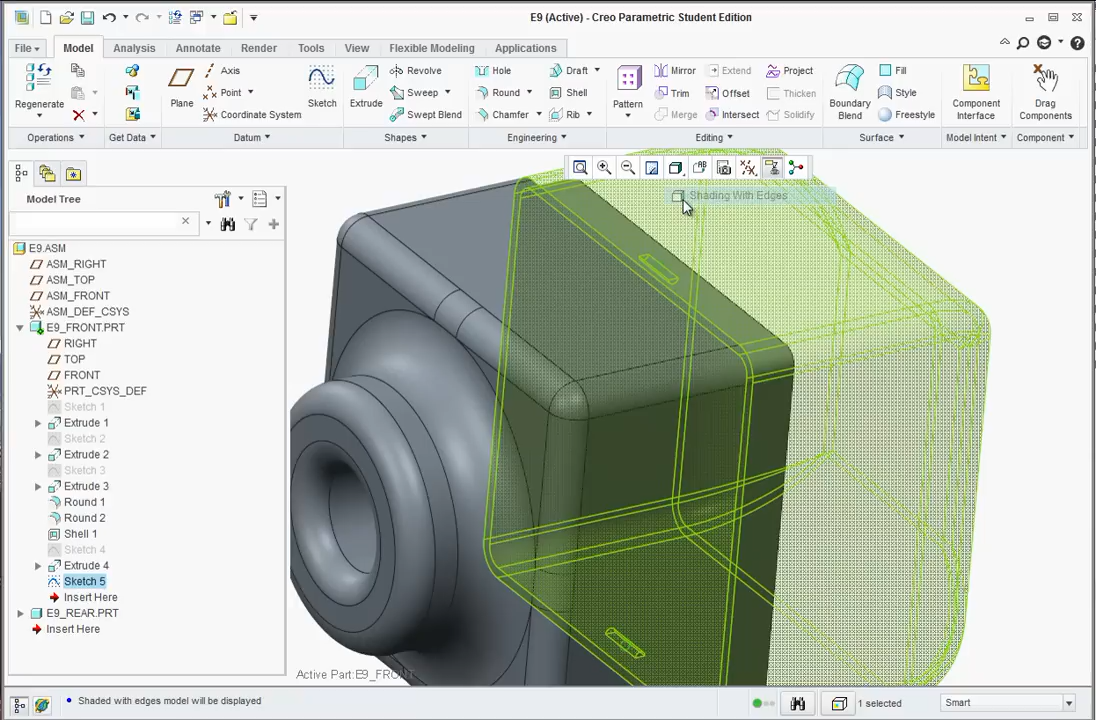 E9 (Active) - Creo Parametric Student Edition
File Model Analysis Annotate Render Tools View Flexible Modeling Applications
Regenerate
Operations
Get Data
Plane
Axis
Point
Coordinate System
Sketch
Datum
Extrude
Revolve
Sweep
Swept Blend
Shapes
Hole
Round
Chamfer
Draft
Shell
Rib
Engineering
Pattern
Mirror
Trim
Merge
Extend
Offset
Intersect
Project
Thicken
Solidify
Editing
Boundary
Blend
Fill
Style
Freestyle
Surface
Component
Interface
Model Intent
Drag
Components
Component
Model Tree
E9.ASM
ASM_RIGHT
ASM_TOP
ASM_FRONT
ASM_DEF_CSYS
E9_FRONT.PRT
RIGHT
TOP
FRONT
PRT_CSYS_DEF
Sketch 1
Extrude 1
Sketch 2
Extrude 2
Sketch 3
Extrude 3
Round 1
Round 2
Shell 1
Sketch 4
Extrude 4
Sketch 5
Insert Here
E9_REAR.PRT
Insert Here
Shading With Edges
Active Part:E9_FRO
Shaded with edges model will be displayed
1 selected
Smart